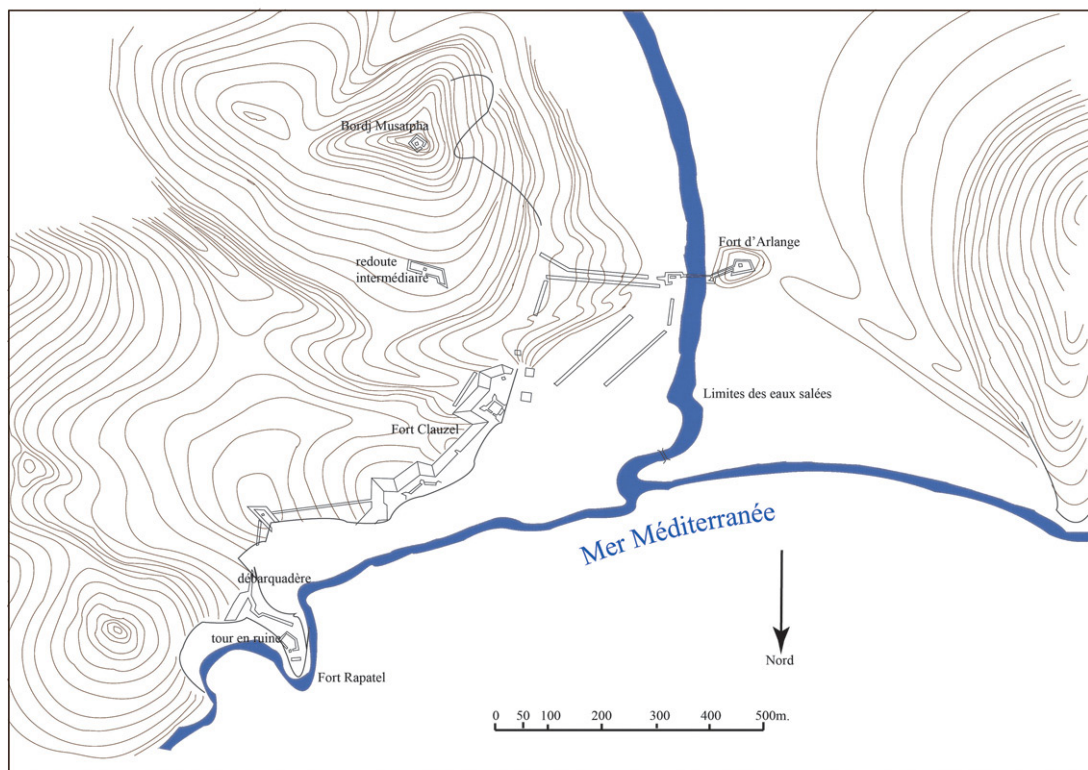 Bordj Musatpha
Fort d'Arlange
redoute
intermédiaire
Limites des eaux salées
Fort Clauzel
Mer Méditerranée
débarquadère
tour en ruine
Nord
Fort Rapatel
0 50 100 200 300 400 500m.